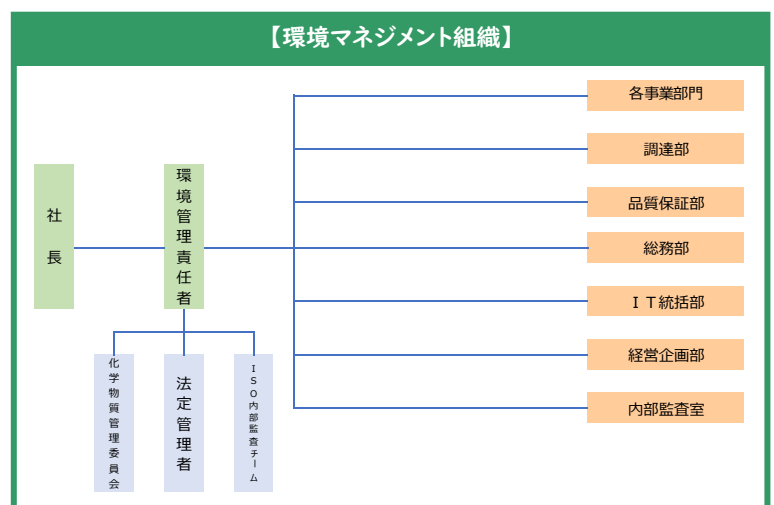 【環境マネジメント組織】
社長
環境管理責任者
各事業部門
調達部
品質保証部
総務部
ＩＴ統括部
経営企画部
内部監査室
化学物質管理委員会
法定管理者
ISO内部監査チーム